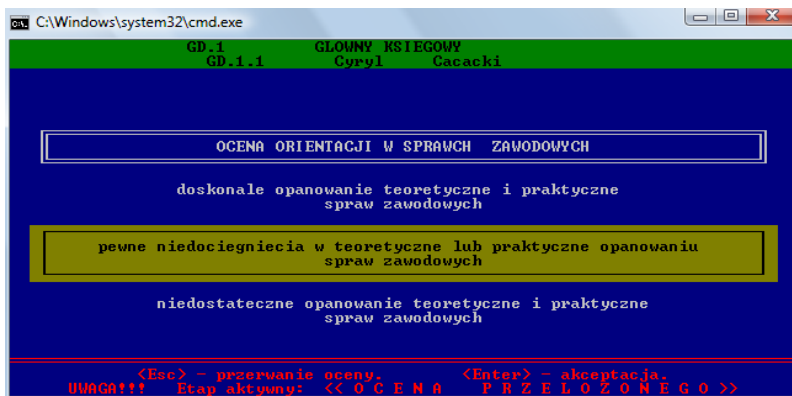 C:\Windows\system32\cmd.exe
GD.1 GLOWNY KSIEGOWY
GD.1.1 Cyryl Cacacki
OCENA ORIENTACJI W SPRAWCH ZAWODOWYCH
doskonale opanowanie teoretyczne i praktyczne
spraw zawodowych
pewne niedociegniecia w teoretyczne lub praktyczne opanowaniu
spraw zawodowych
niedostateczne opanowanie teoretyczne i praktyczne
spraw zawodowych
<Esc> - przerwanie oceny. <Enter> - akceptacja.
UWAGA!!! Etap aktywny: << O C E N A P R Z E L O Z O N E G O >>